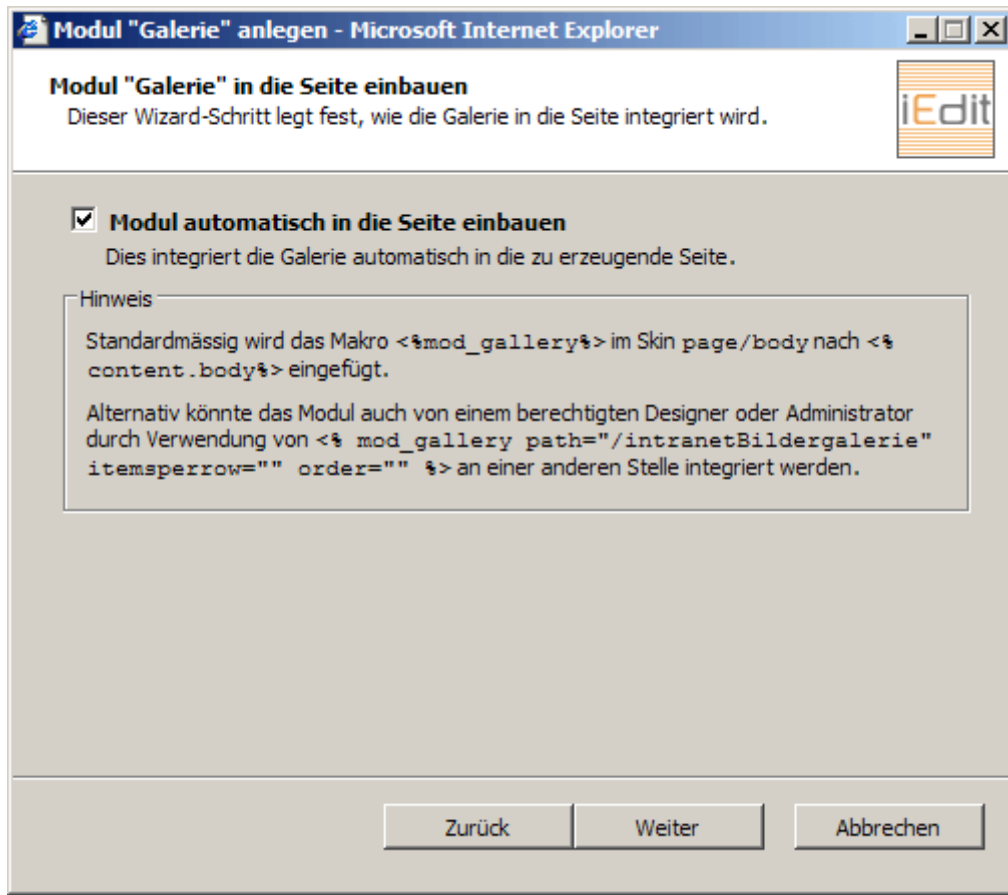 Modul "Galerie" anlegen - Microsoft Internet Explorer
Modul "Galerie" in die Seite einbauen
Dieser Wizard-Schritt legt fest, wie die Galerie in die Seite integriert wird.
iEdit
Modul automatisch in die Seite einbauen
Dies integriert die Galerie automatisch in die zu erzeugende Seite.
Hinweis
Standardmässig wird das Makro <%mod_gallery%> im Skin page/body nach <%
content.body%> eingefügt.
Alternativ könnte das Modul auch von einem berechtigten Designer oder Administrator
durch Verwendung von <% mod_gallery path="/intranetBildergalerie"
itemsperrow="" order="" %> an einer anderen Stelle integriert werden.
Zurück
Weiter
Abbrechen